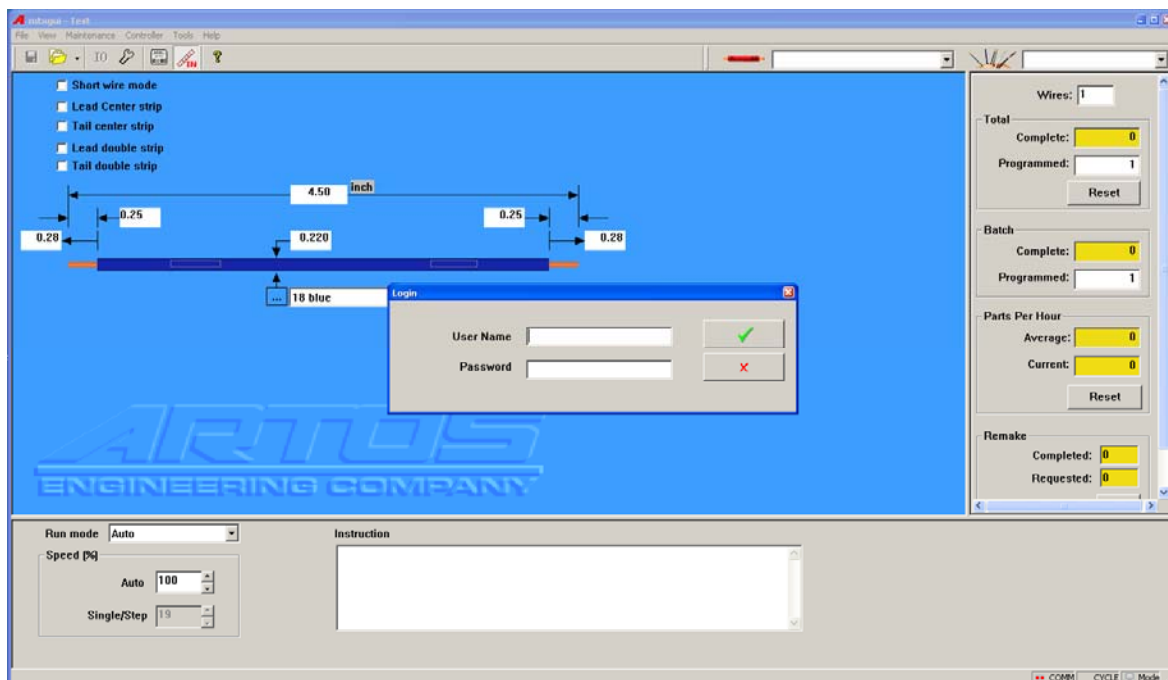 mtsgui - Test
File View Maintenance Controller Tools Help
IO
IN
?
Short wire mode
Lead Center strip
Tail center strip
Lead double strip
Tail double strip
4.50 inch
0.25 0.25
0.28 0.220 0.28
... 18 blue
Login
User Name
Password
ARTOS
ENGINEERING COMPANY
Wires: 1
Total
Complete: 0
Programmed: 1
Reset
Batch
Complete: 0
Programmed: 1
Parts Per Hour
Average: 0
Current: 0
Reset
Remake
Completed: 0
Requested: 0
Run mode Auto
Speed [%]
Auto 100
Single/Step 19
Instruction
COMM CYCLE Mode